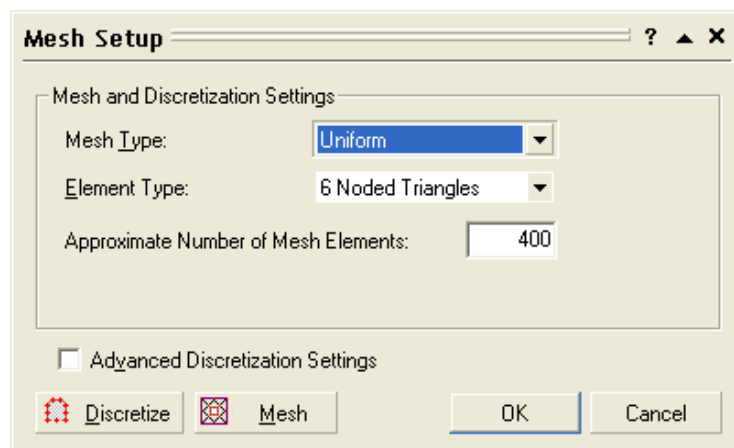 Mesh Setup ?
Mesh and Discretization Settings
Mesh Type: Uniform
Element Type: 6 Noded Triangles
Approximate Number of Mesh Elements: 400
Advanced Discretization Settings
Discretize Mesh OK Cancel